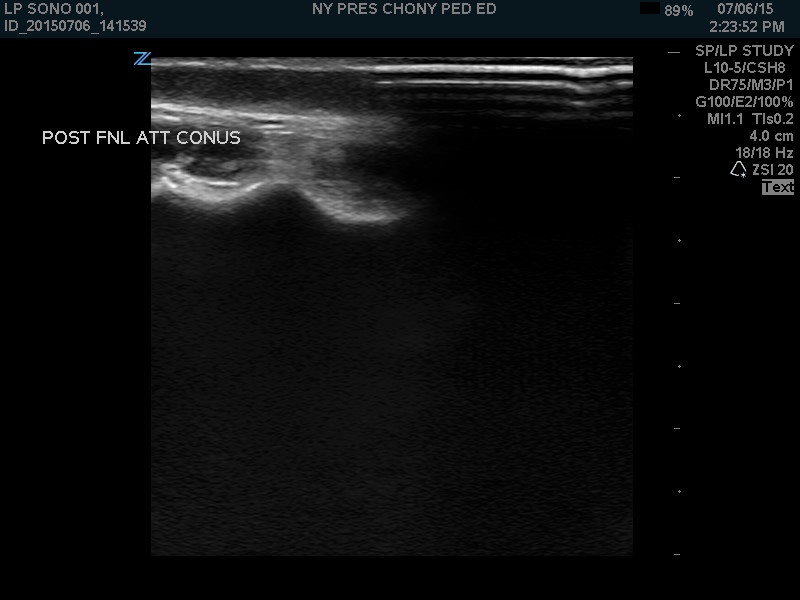 LP SONO 001,
ID_20150706_141539
NY PRES CHONY PED ED
89%
07/06/15
2:23:52 PM
SP/LP STUDY
L10-5/CSH8
DR75/M3/P1
G100/E2/100%
MI1.1 TIs0.2
4.0 cm
18/18 Hz
ZSI 20
Text
Z
POST FNL ATT CONUS